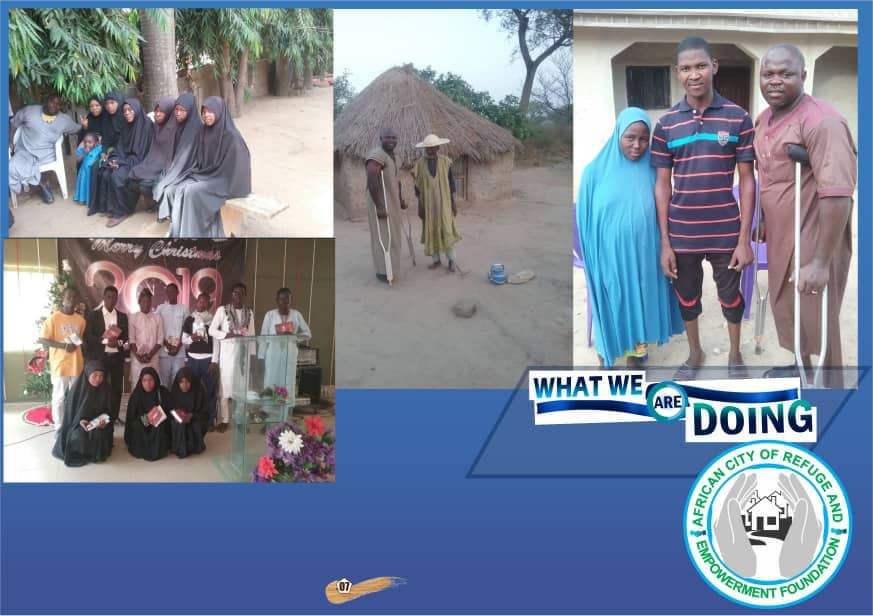 Merry Christmas
2019
WHAT WE
ARE
DOING
AFRICAN CITY OF REFUGE AND
EMPOWERMENT FOUNDATION
07